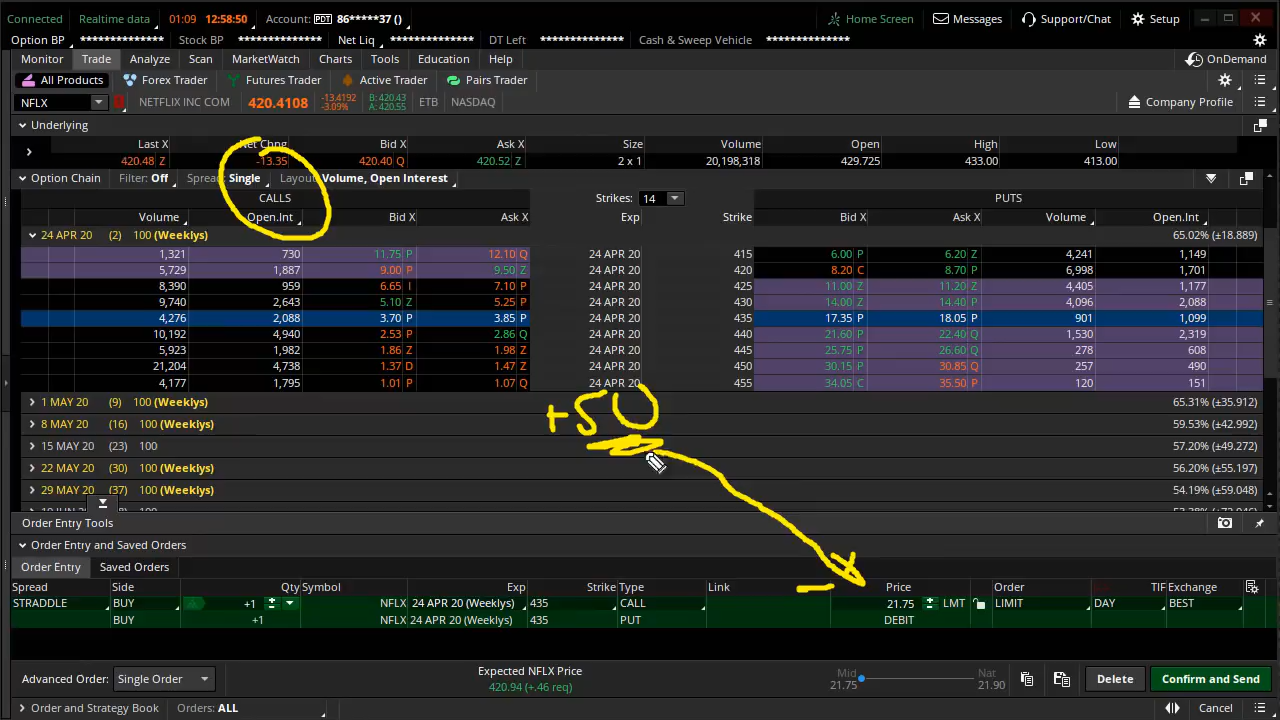 Connected Realtime data 01:09 12:58:50 Account: PDT 86*****37 () Home Screen Messages Support/Chat Setup
Option BP ************** Stock BP ************** Net Liq ************** DT Left ************** Cash & Sweep Vehicle **************
Monitor Trade Analyze Scan MarketWatch Charts Tools Education Help OnDemand
All Products Forex Trader Futures Trader Active Trader Pairs Trader
NFLX NETFLIX INC COM 420.4108 -13.4192 -3.09% B: 420.43 A: 420.55 ETB NASDAQ Company Profile
Underlying
Last X Net Chng Bid X Ask X Size Volume Open High Low
420.48 Z -13.35 420.40 Q 420.52 Z 2 x 1 20,198,318 429.725 433.00 413.00
Option Chain Filter: Off Spread: Single Layout: Volume, Open Interest
CALLS Strikes: 14 PUTS
Volume Open.Int Bid X Ask X Exp Strike Bid X Ask X Volume Open.Int
24 APR 20 (2) 100 (Weeklys) 65.02% (±18.889)
1,321 730 11.75 P 12.10 Q 24 APR 20 415 6.00 P 6.20 Z 4,241 1,149
5,729 1,887 9.00 P 9.50 Z 24 APR 20 420 8.20 C 8.70 P 6,998 1,701
8,390 959 6.65 I 7.10 P 24 APR 20 425 11.00 Z 11.20 Z 4,405 1,177
9,740 2,643 5.10 Z 5.25 P 24 APR 20 430 14.00 Z 14.40 P 4,096 2,088
4,276 2,088 3.70 P 3.85 P 24 APR 20 435 17.35 P 18.05 P 901 1,099
10,192 4,940 2.53 P 2.86 Q 24 APR 20 440 21.60 P 22.40 Q 1,530 2,319
5,923 1,982 1.86 Z 1.98 Z 24 APR 20 445 25.75 P 26.60 Q 278 608
21,204 4,738 1.37 D 1.47 Z 24 APR 20 450 30.15 P 30.85 Q 257 490
4,177 1,795 1.01 P 1.07 Q 24 APR 20 455 34.05 C 35.50 P 120 151
1 MAY 20 (9) 100 (Weeklys) 65.31% (±35.912)
+50
8 MAY 20 (16) 100 (Weeklys) 59.53% (±42.992)
15 MAY 20 (23) 100 57.20% (±49.272)
22 MAY 20 (30) 100 (Weeklys) 56.20% (±55.197)
29 MAY 20 (37) 100 (Weeklys) 54.19% (±59.048)
Order Entry Tools
Order Entry and Saved Orders
Order Entry Saved Orders
Spread Side Qty Symbol Exp Strike Type Link Price Order TIF Exchange
STRADDLE BUY +1 NFLX 24 APR 20 (Weeklys) 435 CALL 21.75 LMT LIMIT DAY BEST
BUY +1 NFLX 24 APR 20 (Weeklys) 435 PUT DEBIT
Advanced Order: Single Order Expected NFLX Price 420.94 (+.46 req) Mid 21.75 Nat 21.90 Delete Confirm and Send
Order and Strategy Book Orders: ALL Cancel